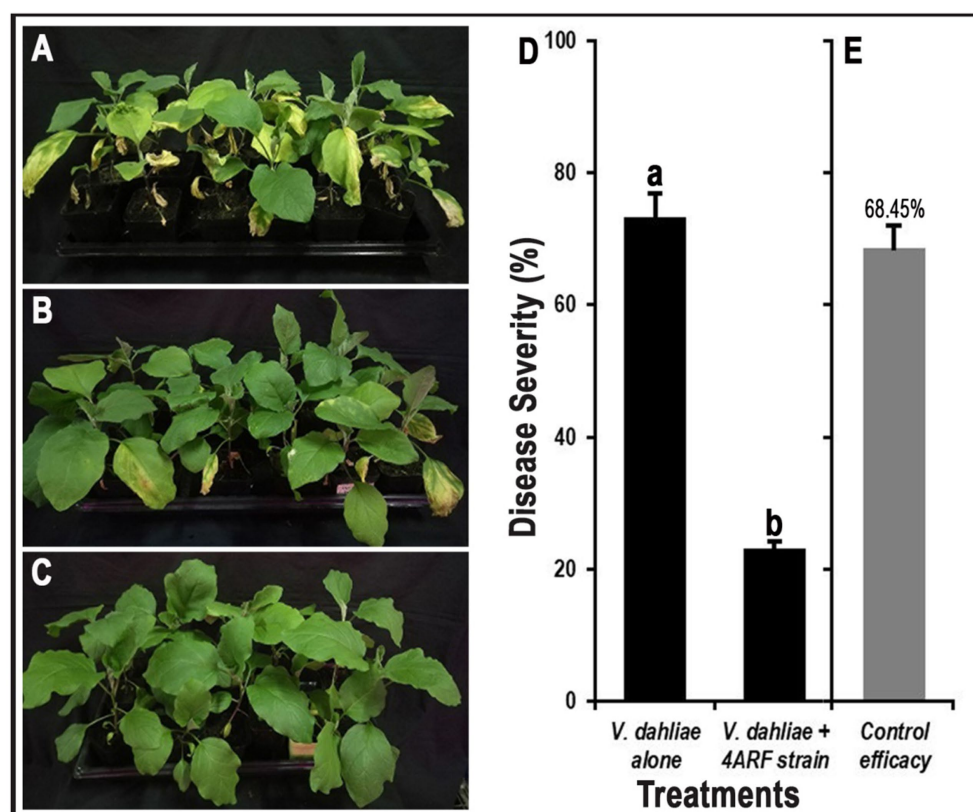 A
B
C
D
E
Disease Severity (%)
100
80
60
40
20
0
a
b
68.45%
V. dahliae
alone
V. dahliae +
4ARF strain
Control
efficacy
Treatments